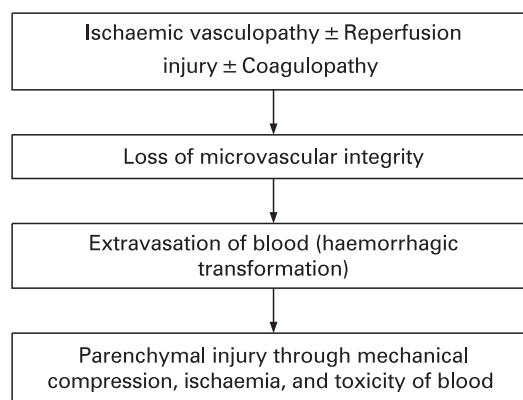 Ischaemic vasculopathy ± Reperfusion
injury ± Coagulopathy
Loss of microvascular integrity
Extravasation of blood (haemorrhagic
transformation)
Parenchymal injury through mechanical
compression, ischaemia, and toxicity of blood